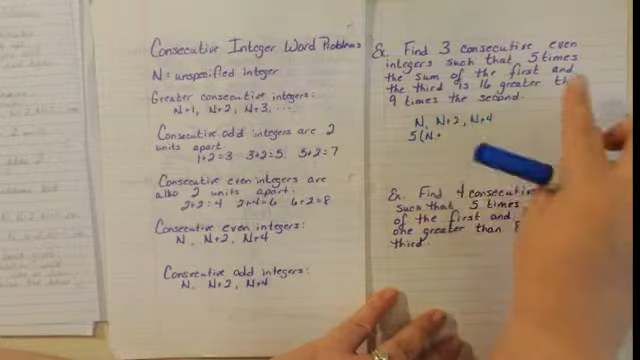 Consecutive Integer Word Problems
N = unspecified integer
Greater consecutive integers:
N+1, N+2, N+3, ...
Consecutive odd integers are 2
units apart.
1+2=3 3+2=5 5+2=7
Consecutive even integers are
also 2 units apart.
2+2=4 2+4=6 6+2=8
Consecutive even integers:
N, N+2, N+4
Consecutive odd integers:
N, N+2, N+4
Ex. Find 3 consecutive even
integers such that 5 times
the sum of the first and
the third is 16 greater th
9 times the second.
N, N+2, N+4
5(N+
Ex. Find 4 consecuti
such that 5 times
of the first and
one greater than
third.